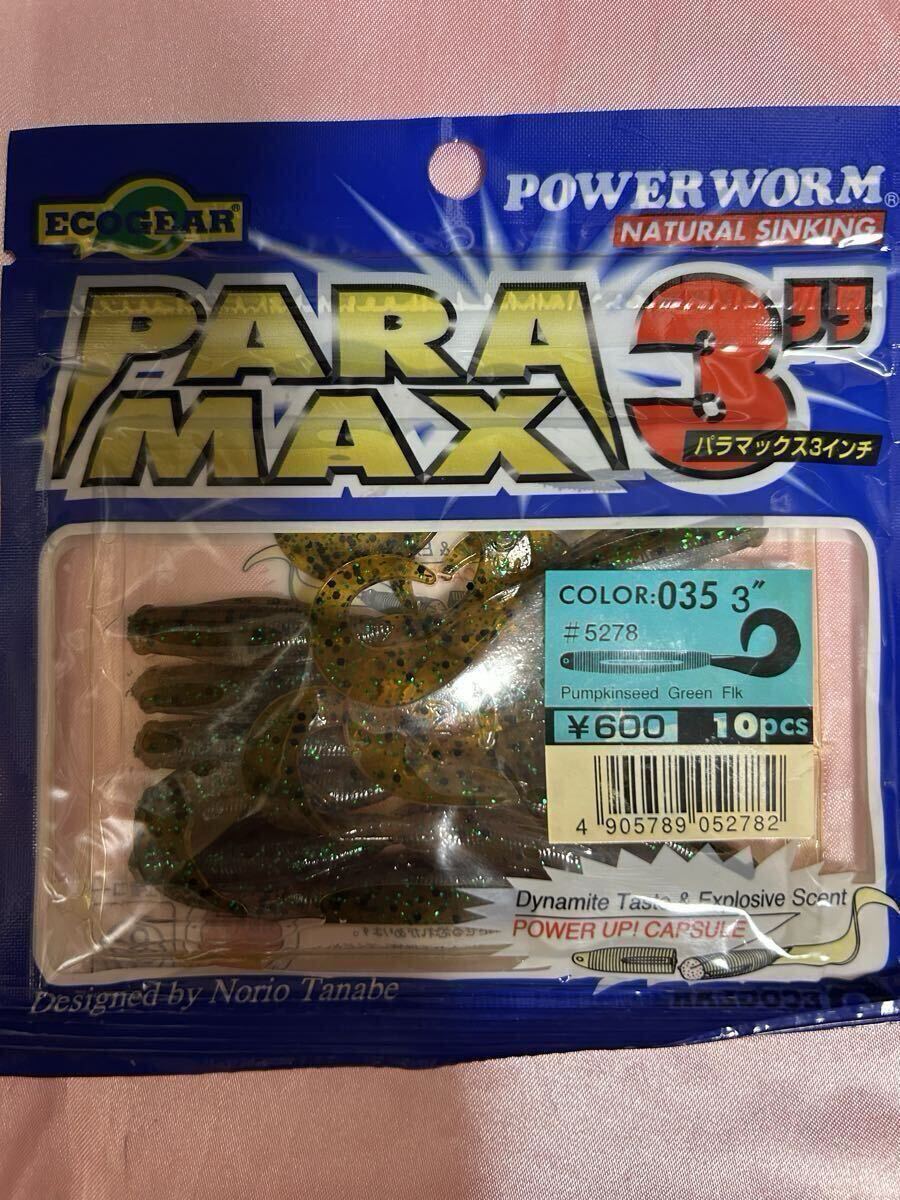 ECOGEAR®
POWER WORM®
NATURAL SINKING
PARA
MAX
3"
パラマックス3インチ
COLOR:035 3"
#5278
Pumpkinseed Green Flk
¥600 10pcs
4 905789 052782
Dynamite Taste & Explosive Scent
POWER UP! CAPSULE
Designed by Norio Tanabe